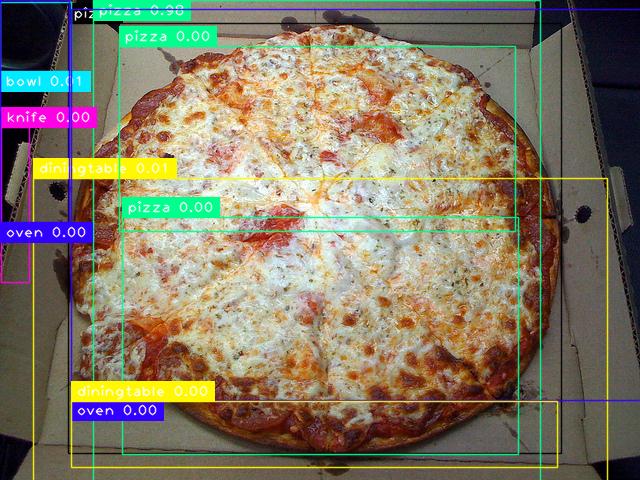 piz
pizza 0.98
pizza 0.00
bowl 0.01
knife 0.00
diningtable 0.01
pizza 0.00
oven 0.00
diningtable 0.00
oven 0.00